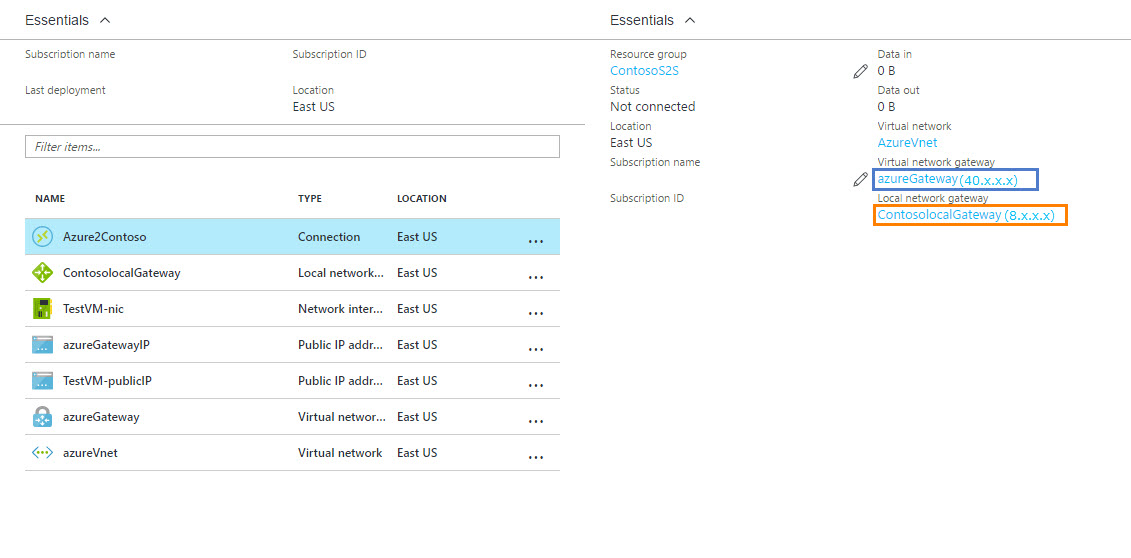 Essentials
Subscription name
Subscription ID
Last deployment
Location
East US
Filter items...
NAME TYPE LOCATION
Azure2Contoso Connection East US ...
ContosolocalGateway Local network... East US ...
TestVM-nic Network inter... East US ...
azureGatewayIP Public IP addr... East US ...
TestVM-publicIP Public IP addr... East US ...
azureGateway Virtual networ... East US ...
azureVnet Virtual network East US ...
Essentials
Resource group
ContosoS2S
Status
Not connected
Location
East US
Subscription name
Subscription ID
Data in
0 B
Data out
0 B
Virtual network
AzureVnet
Virtual network gateway
azureGateway (40.x.x.x)
Local network gateway
ContosolocalGateway (8.x.x.x)